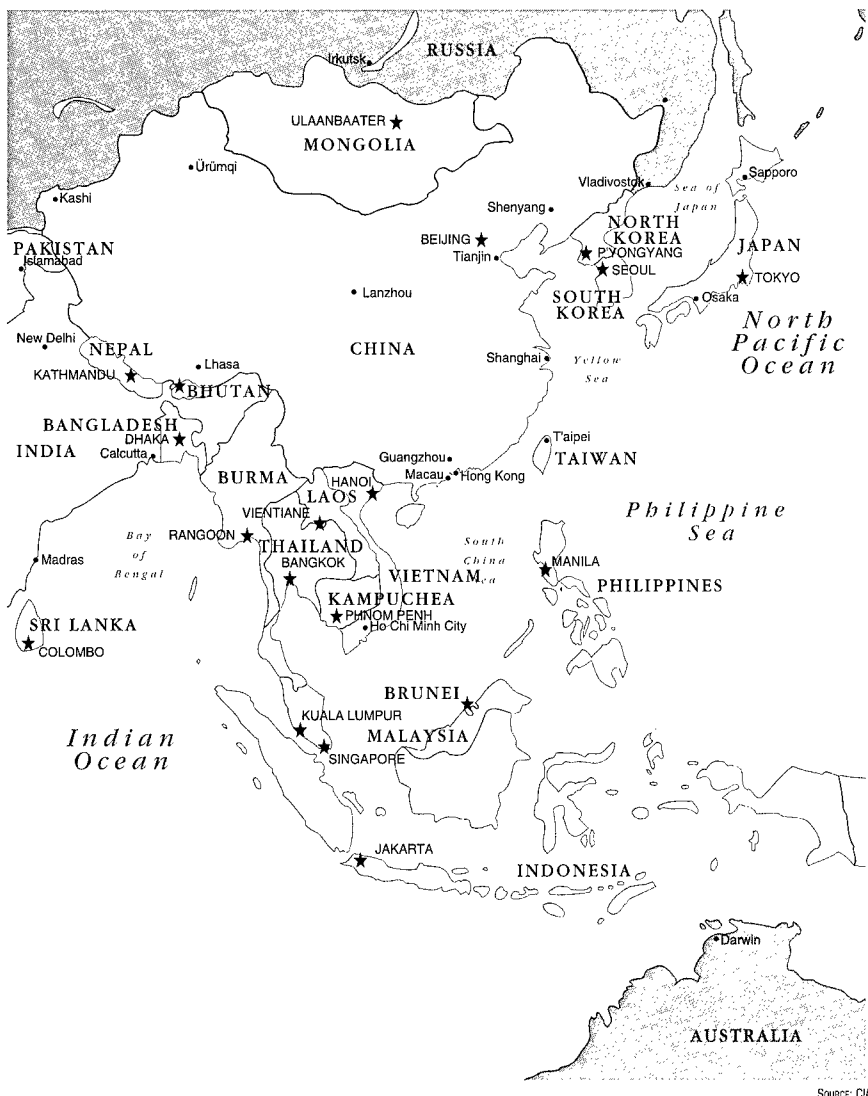 RUSSIA
Irkutsk
ULAANBAATER
MONGOLIA
Ürümqi
Kashi
Vladivostok
Sea of
Japan
Sapporo
Shenyang
NORTH
KOREA
BEIJING
P'YONGYANG
JAPAN
PAKISTAN
Islamabad
Tianjin
SEOUL
TOKYO
Lanzhou
SOUTH
KOREA
Osaka
North
Pacific
Ocean
New Delhi
NEPAL
CHINA
Shanghai
Yellow
Sea
KATHMANDU
Lhasa
BHUTAN
BANGLADESH
DHAKA
INDIA
Calcutta
T'aipei
TAIWAN
Guangzhou
Macau
Hong Kong
BURMA
HANOI
LAOS
VIENTIANE
Philippine
Sea
RANGOON
Bay
of
Bengal
THAILAND
BANGKOK
South
China
Sea
Madras
VIETNAM
MANILA
PHILIPPINES
KAMPUCHEA
PHNOM PENH
Ho Chi Minh City
SRI LANKA
COLOMBO
BRUNEI
KUALA LUMPUR
MALAYSIA
SINGAPORE
Indian
Ocean
JAKARTA
INDONESIA
Darwin
AUSTRALIA
SOURCE: CIA